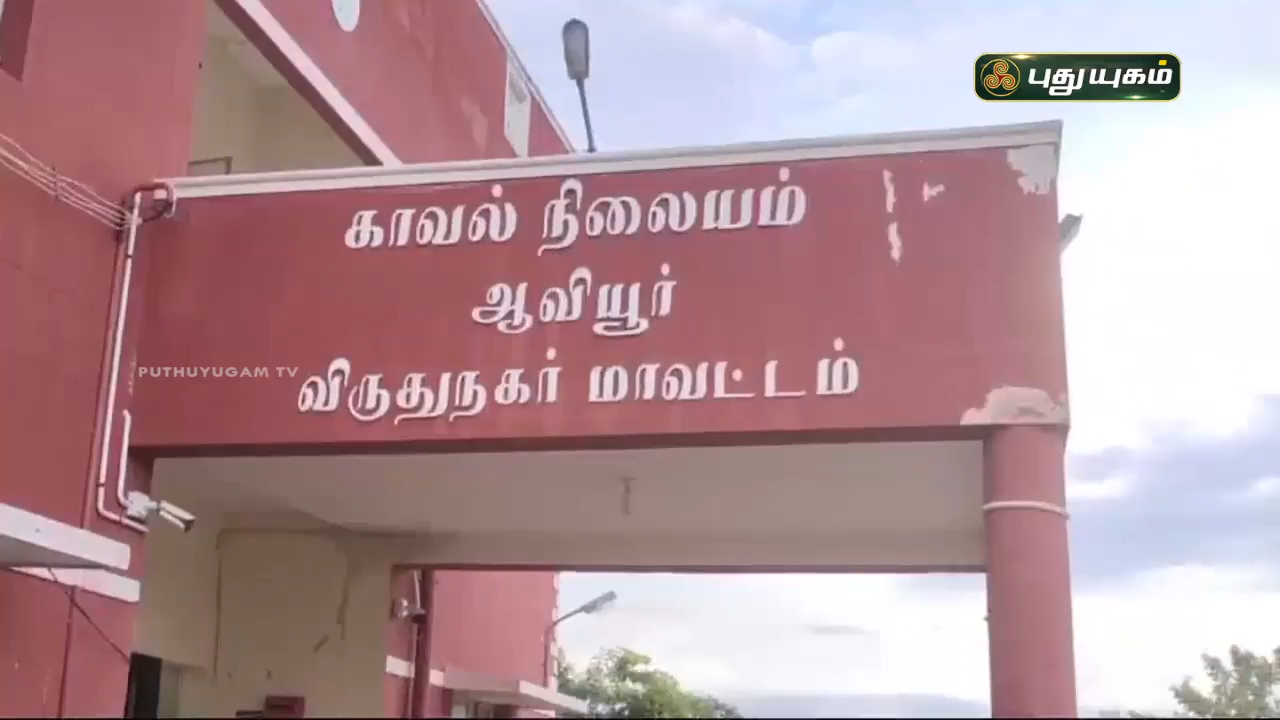 புதுயுகம்
காவல் நிலையம்
ஆவியூர்
விருதுநகர் மாவட்டம்
PUTHUYUGAM TV